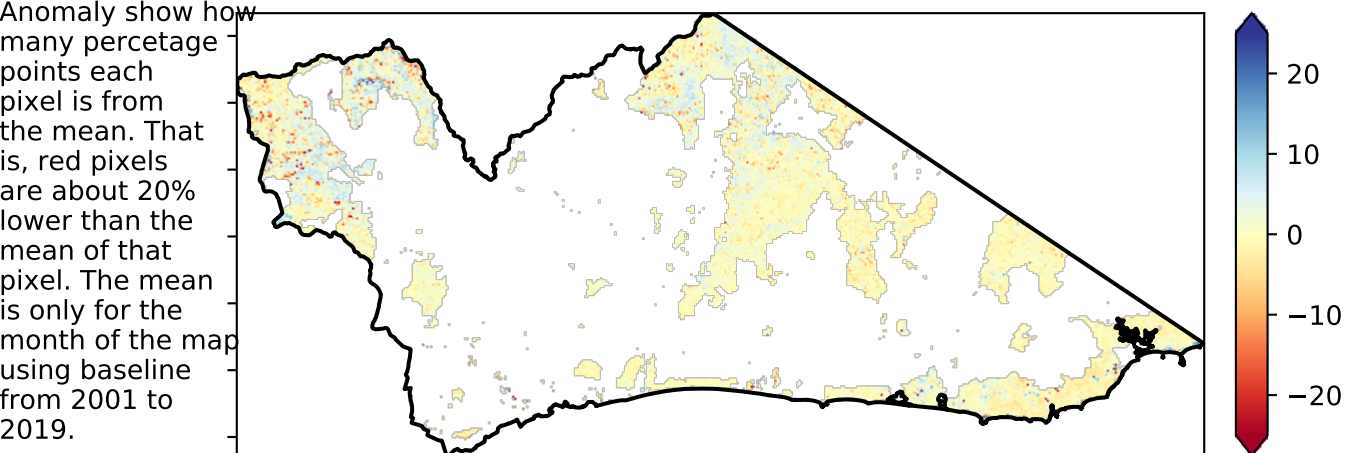 Anomaly show how
many percetage
points each
pixel is from
the mean. That
is, red pixels
are about 20%
lower than the
mean of that
pixel. The mean
is only for the
month of the map
using baseline
from 2001 to
2019.
20
10
0
−10
−20